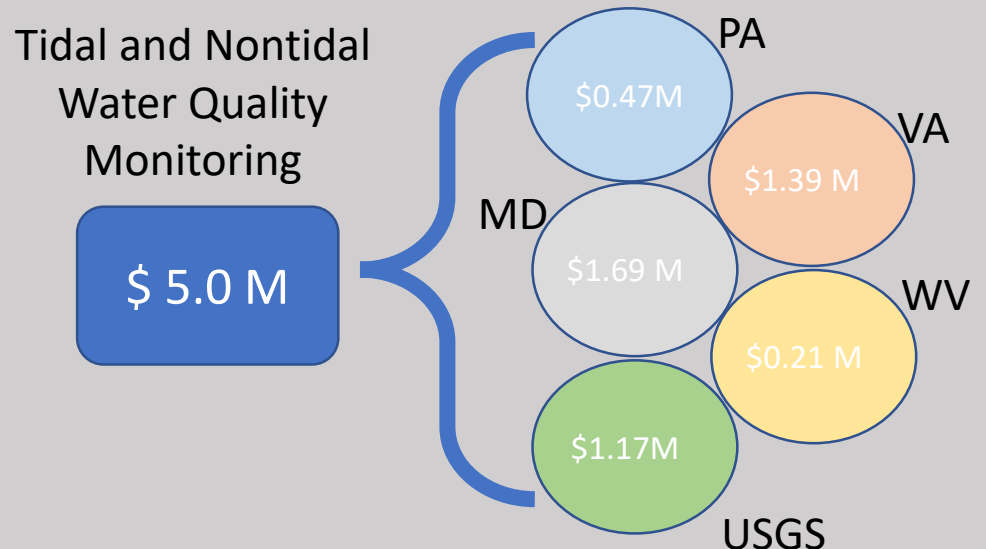 Tidal and Nontidal
Water Quality
Monitoring
$ 5.0 M
PA
$0.47M
VA
$1.39 M
MD
$1.69 M
WV
$0.21 M
$1.17M
USGS